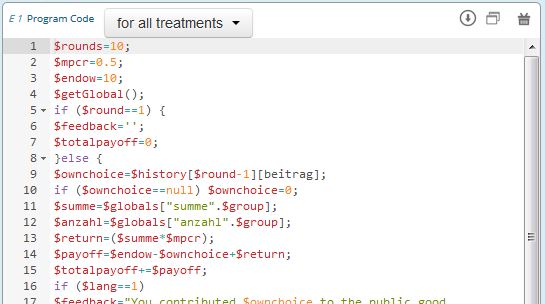 E 1 Program Code for all treatments
1 $rounds=10;
2 $mpcr=0.5;
3 $endow=10;
4 $getGlobal();
5 if ($round==1) {
6 $feedback='';
7 $totalpayoff=0;
8 }else {
9 $ownchoice=$history[$round-1][beitrag];
10 if ($ownchoice==null) $ownchoice=0;
11 $summe=$globals["summe".$group];
12 $anzahl=$globals["anzahl".$group];
13 $return=($summe*$mpcr);
14 $payoff=$endow-$ownchoice+$return;
15 $totalpayoff+=$payoff;
16 if ($lang==1)
17 $feedback="You contributed $ownchoice to the public good